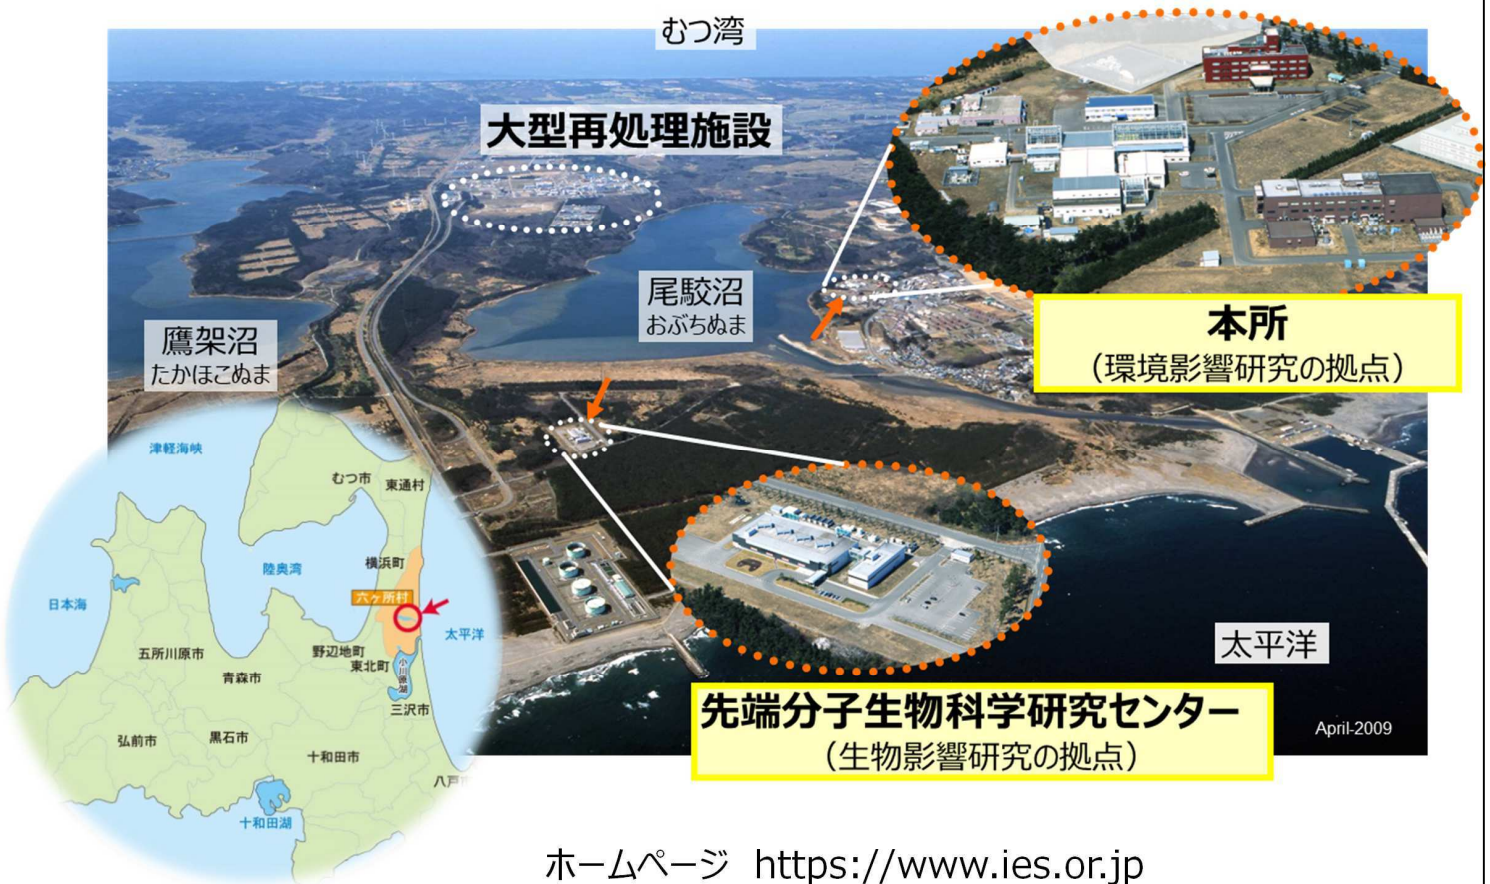 むつ湾
大型再処理施設
尾駮沼
おぶちぬま
鷹架沼
たかほこぬま
本所
（環境影響研究の拠点）
津軽海峡
むつ市
東通村
陸奥湾
横浜町
日本海
六ヶ所村
太平洋
五所川原市
野辺地町
東北町
小川原湖
青森市
三沢市
弘前市
黒石市
十和田市
八戸
十和田湖
太平洋
先端分子生物科学研究センター
（生物影響研究の拠点）
April-2009
ホームページ https://www.ies.or.jp